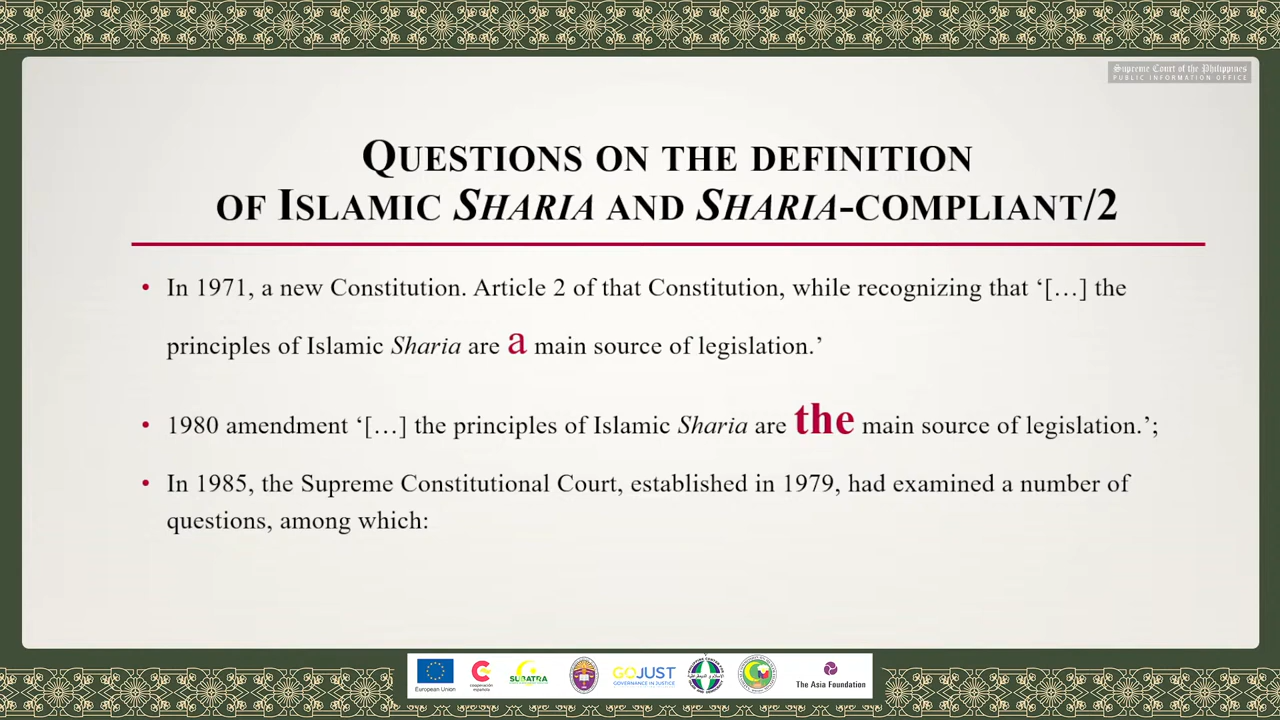 Supreme Court of the Philippines
PUBLIC INFORMATION OFFICE
QUESTIONS ON THE DEFINITION
OF ISLAMIC SHARIA AND SHARIA-COMPLIANT/2
• In 1971, a new Constitution. Article 2 of that Constitution, while recognizing that ‘[…] the
principles of Islamic Sharia are a main source of legislation.’
• 1980 amendment ‘[…] the principles of Islamic Sharia are the main source of legislation.’;
• In 1985, the Supreme Constitutional Court, established in 1979, had examined a number of
questions, among which:
European Union
cooperación
española
GOJUST
GOVERNANCE IN JUSTICE
The Asia Foundation